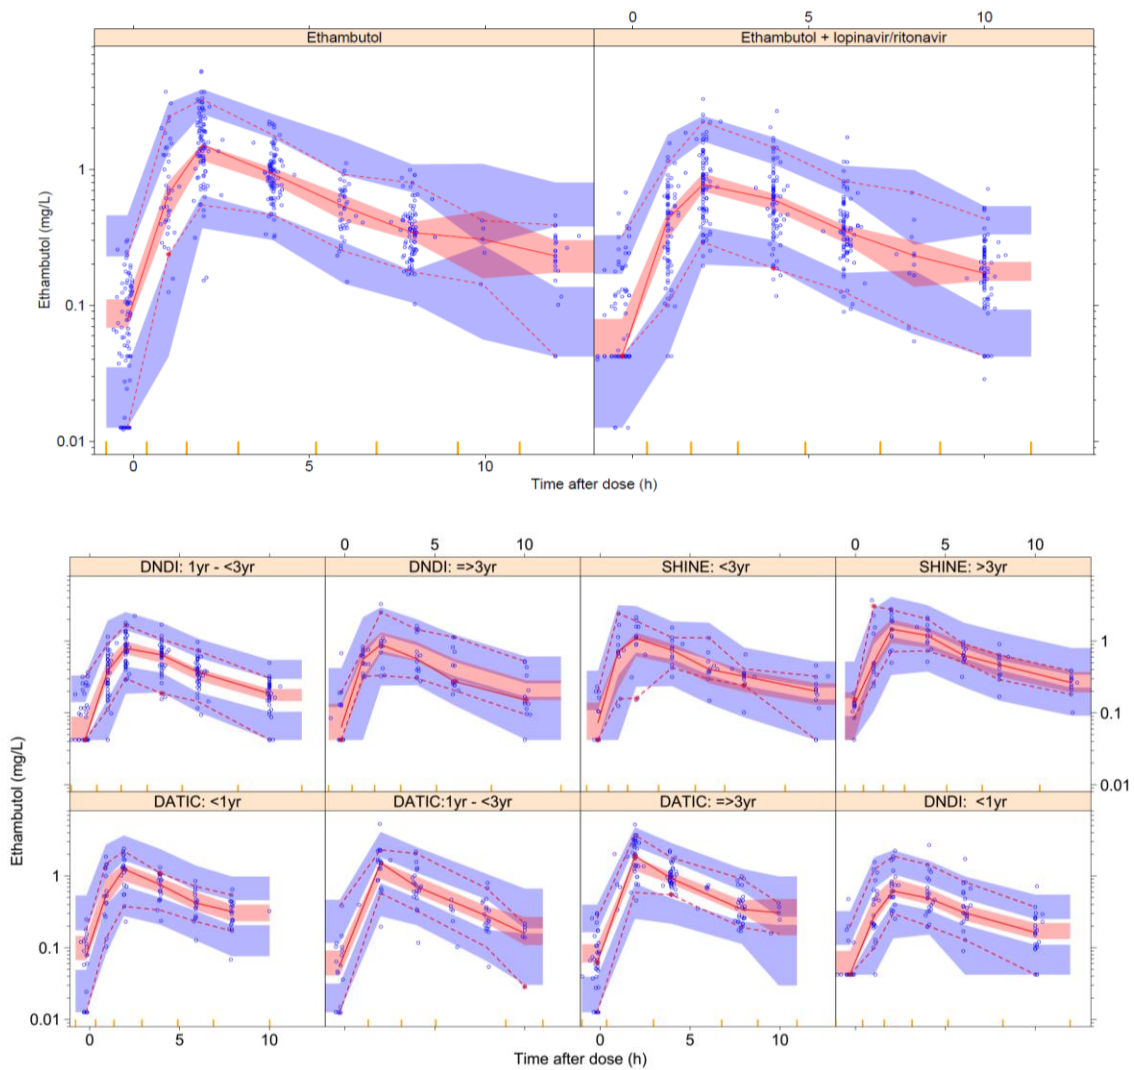 0 5 10
Ethambutol Ethambutol + lopinavir/ritonavir
1
0.1
0.01
Ethambutol (mg/L)
0 5 10
Time after dose (h)
0 5 10 0 5 10
DNDI: 1yr - <3yr DNDI: =>3yr SHINE: <3yr SHINE: >3yr
1
0.1
0.01
DATIC: <1yr DATIC:1yr - <3yr DATIC: =>3yr DNDI: <1yr
Ethambutol (mg/L)
1
0.1
0.01
0 5 10 0 5 10
Time after dose (h)